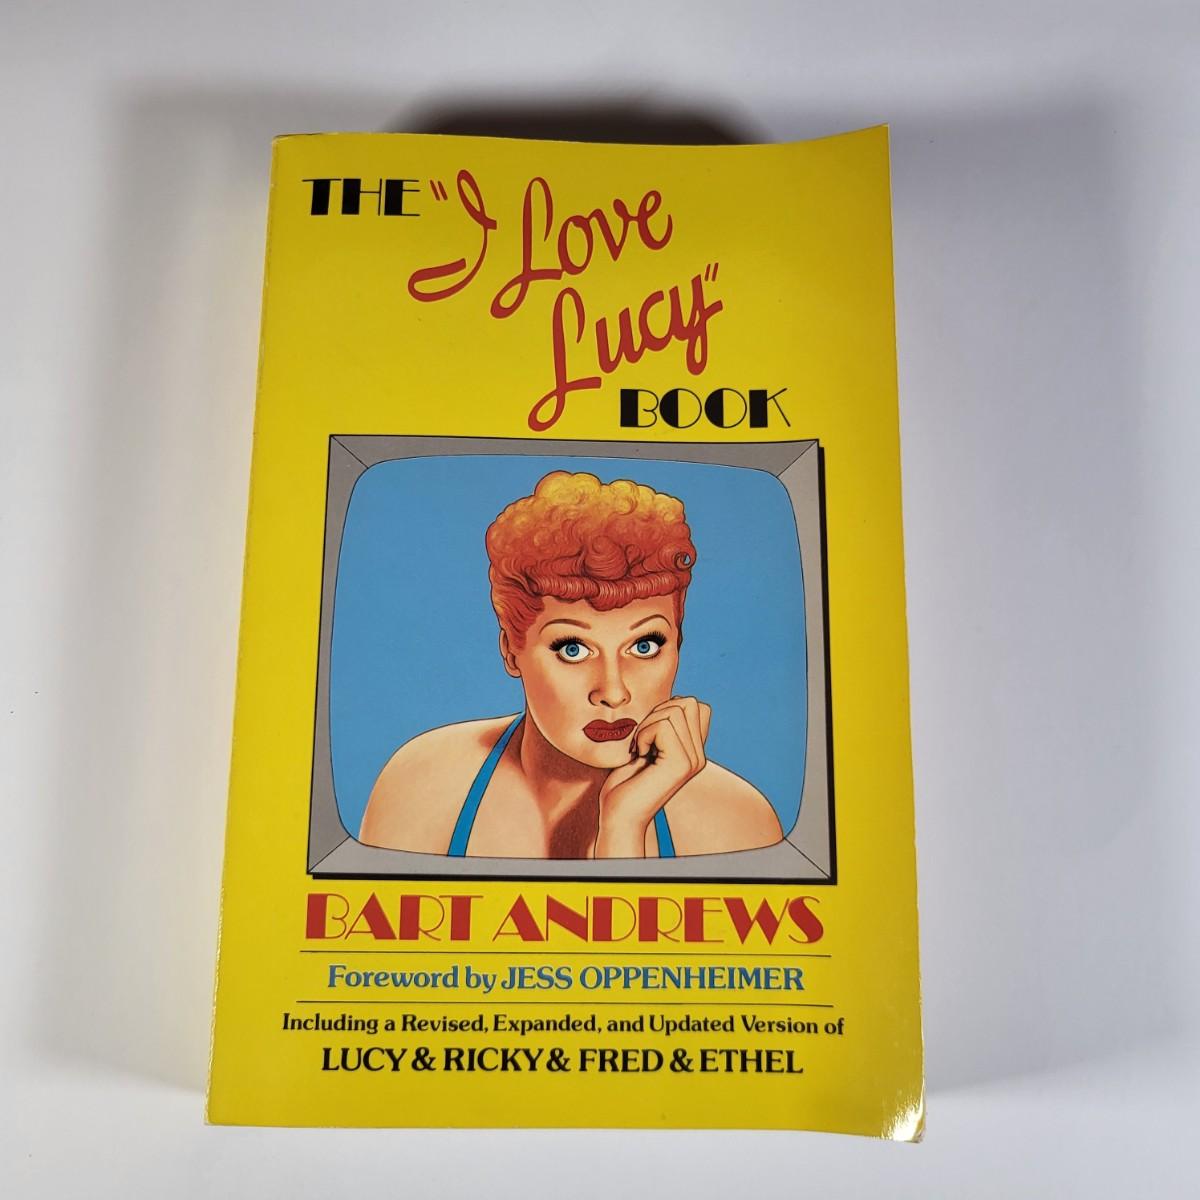 THE "I Love
Lucy"
BOOK
BART ANDREWS
Foreword by JESS OPPENHEIMER
Including a Revised, Expanded, and Updated Version of
LUCY & RICKY & FRED & ETHEL